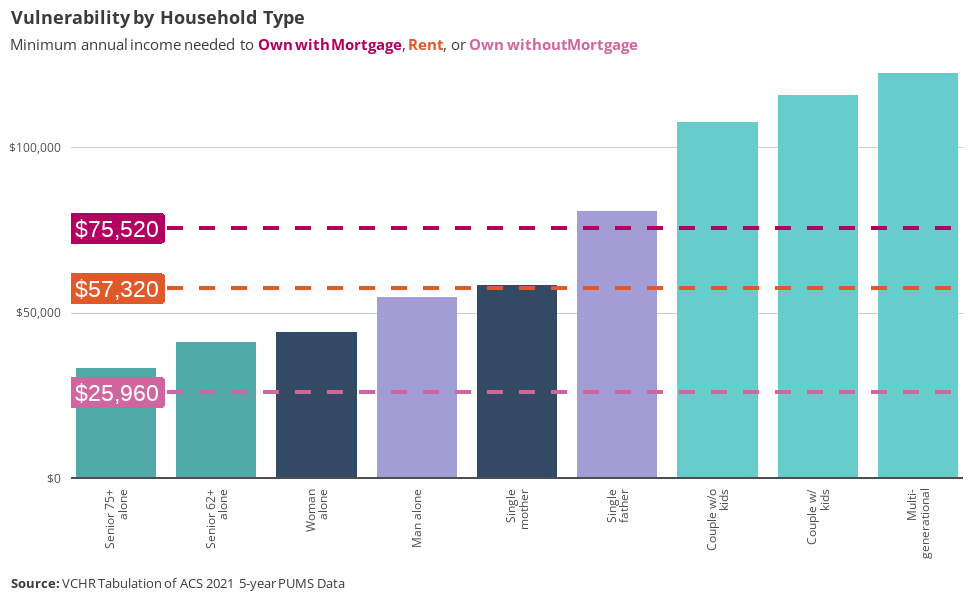 Vulnerability by Household Type
Minimum annual income needed to Own with Mortgage, Rent, or Own without Mortgage
$100,000
$75,520
$57,320
$50,000
$25,960
$0
Senior 75+
alone
Senior 62+
alone
Woman
alone
Man alone
Single
mother
Single
father
Couple w/o
kids
Couple w/
kids
Multi-
generational
Source: VCHR Tabulation of ACS 2021 5-year PUMS Data